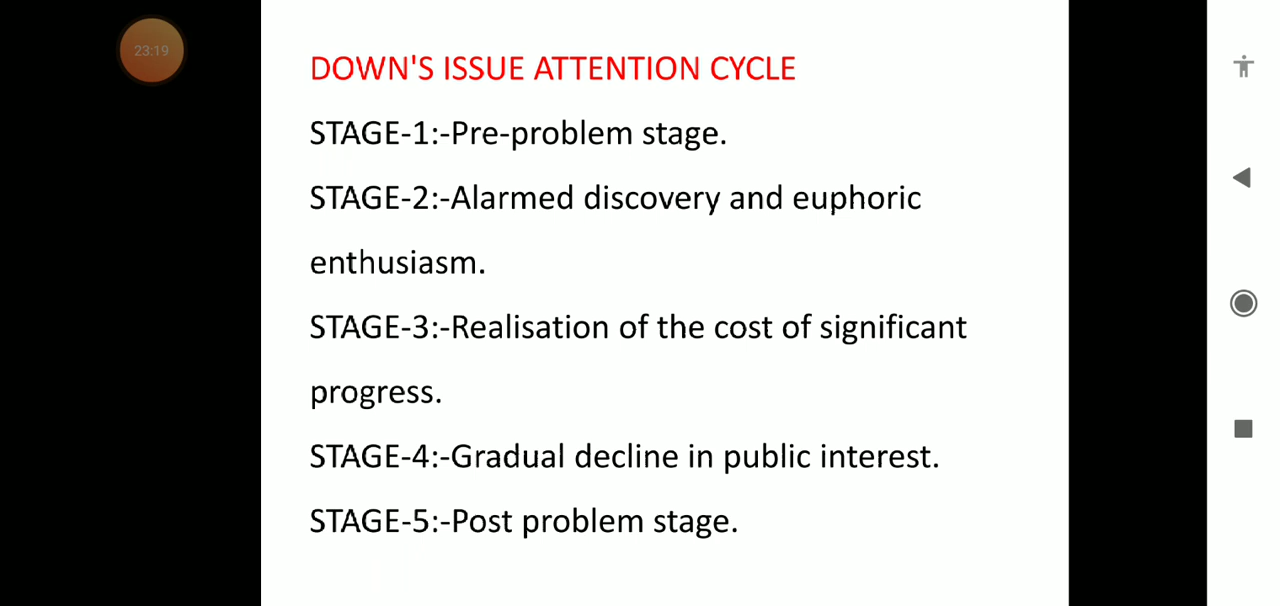 23:19
DOWN'S ISSUE ATTENTION CYCLE
STAGE-1:-Pre-problem stage.
STAGE-2:-Alarmed discovery and euphoric
enthusiasm.
STAGE-3:-Realisation of the cost of significant
progress.
STAGE-4:-Gradual decline in public interest.
STAGE-5:-Post problem stage.